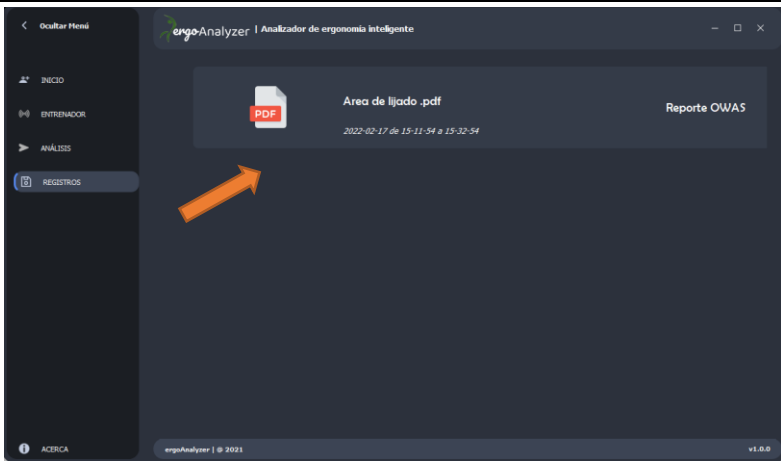 Ocultar Menú
ergoAnalyzer | Analizador de ergonomía inteligente
INICIO
ENTRENADOR
ANÁLISIS
REGISTROS
PDF
Area de lijado .pdf
2022-02-17 de 15-11-54 a 15-32-54
Reporte OWAS
ACERCA
ergoAnalyzer | @ 2021
v1.0.0